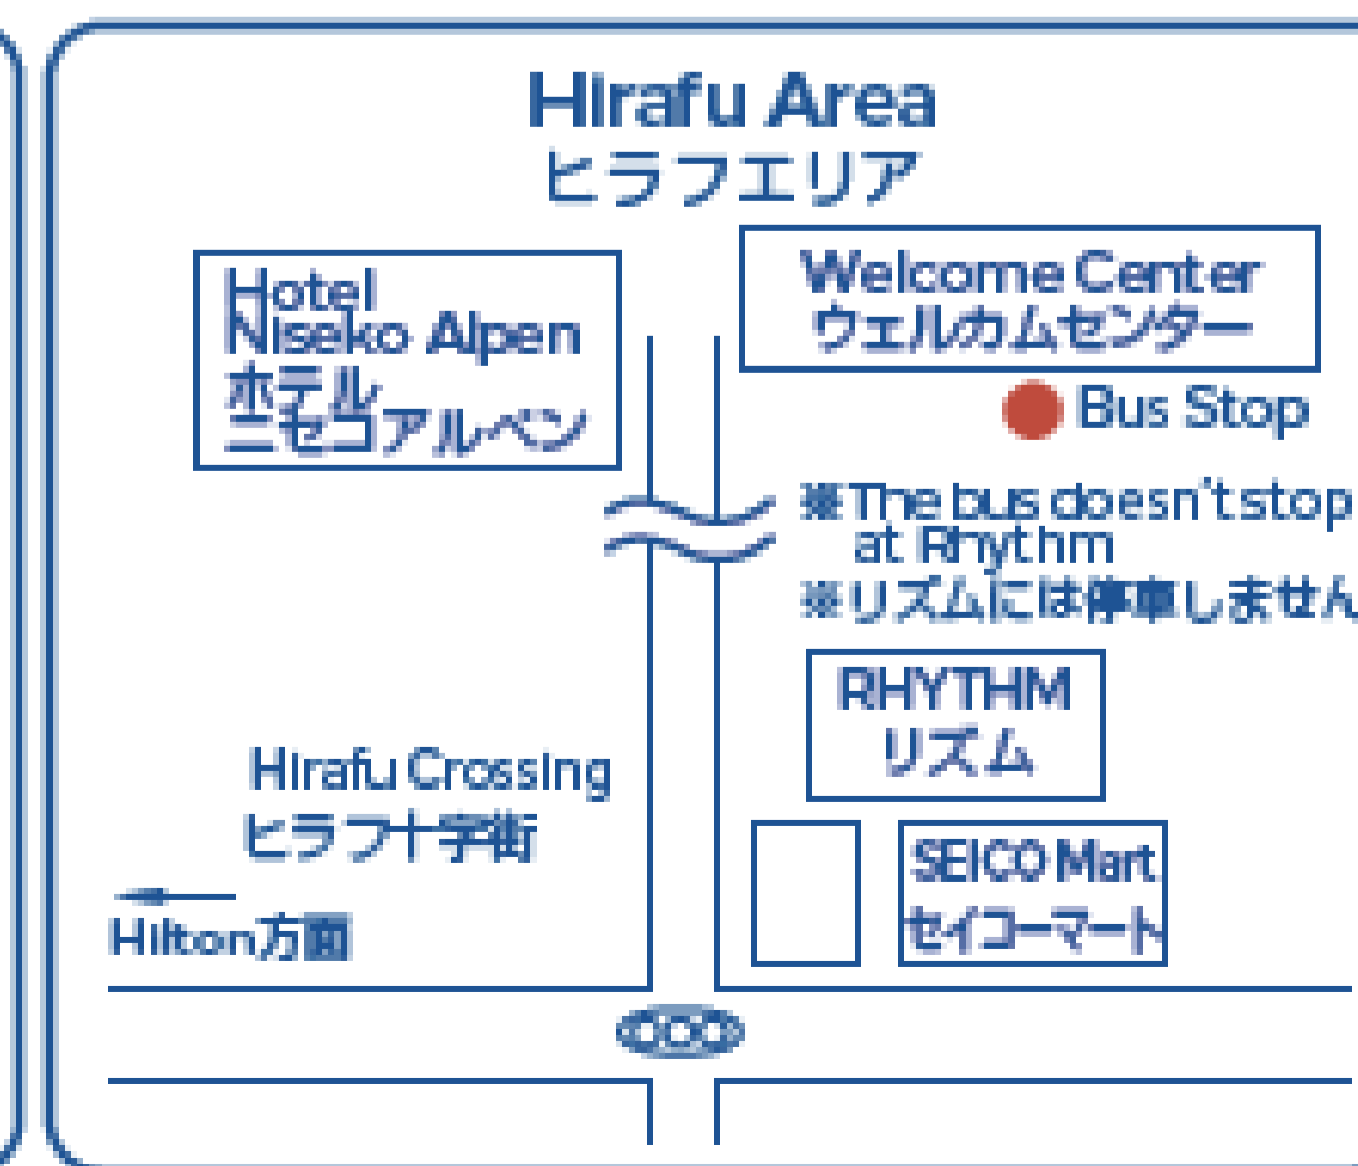 Hirafu Area
ヒラフエリア
Hotel
Niseko Alpen
ホテル
ニセコアルペン
Welcome Center
ウェルカムセンター
Bus Stop
※The bus doesn't stop
at Rhythm
※リズムには停車しません
RHYTHM
リズム
Hirafu Crossing
ヒラフ十字街
SEICO Mart
セイコーマート
Hilton方面